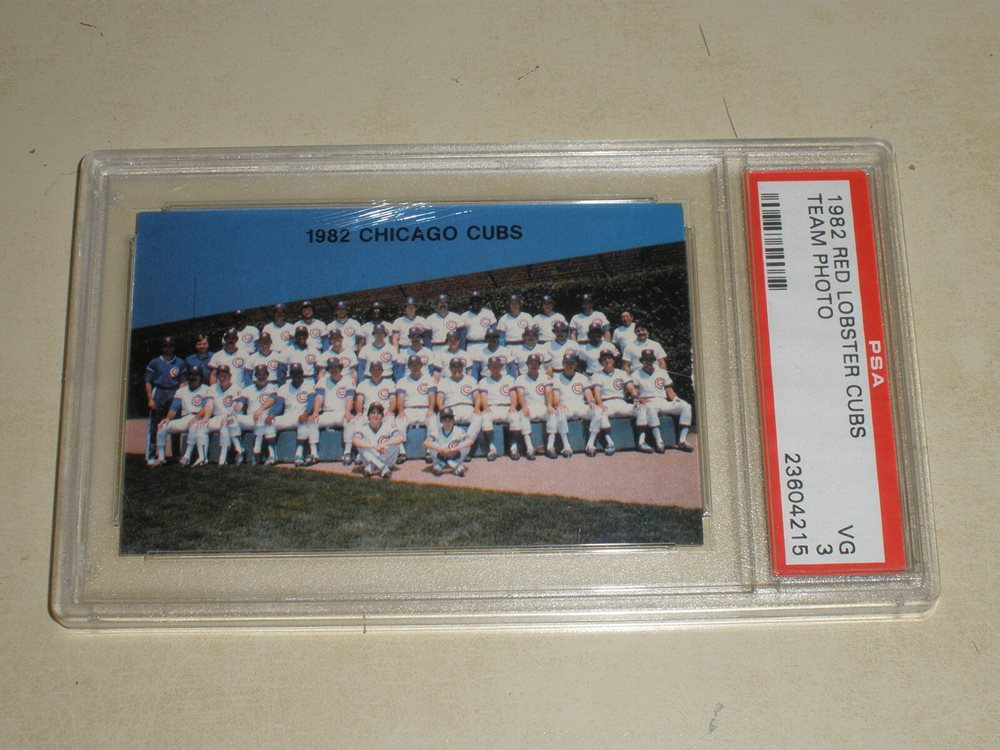 1982 CHICAGO CUBS
PSA
1982 RED LOBSTER CUBS
TEAM PHOTO
VG
3
23604215